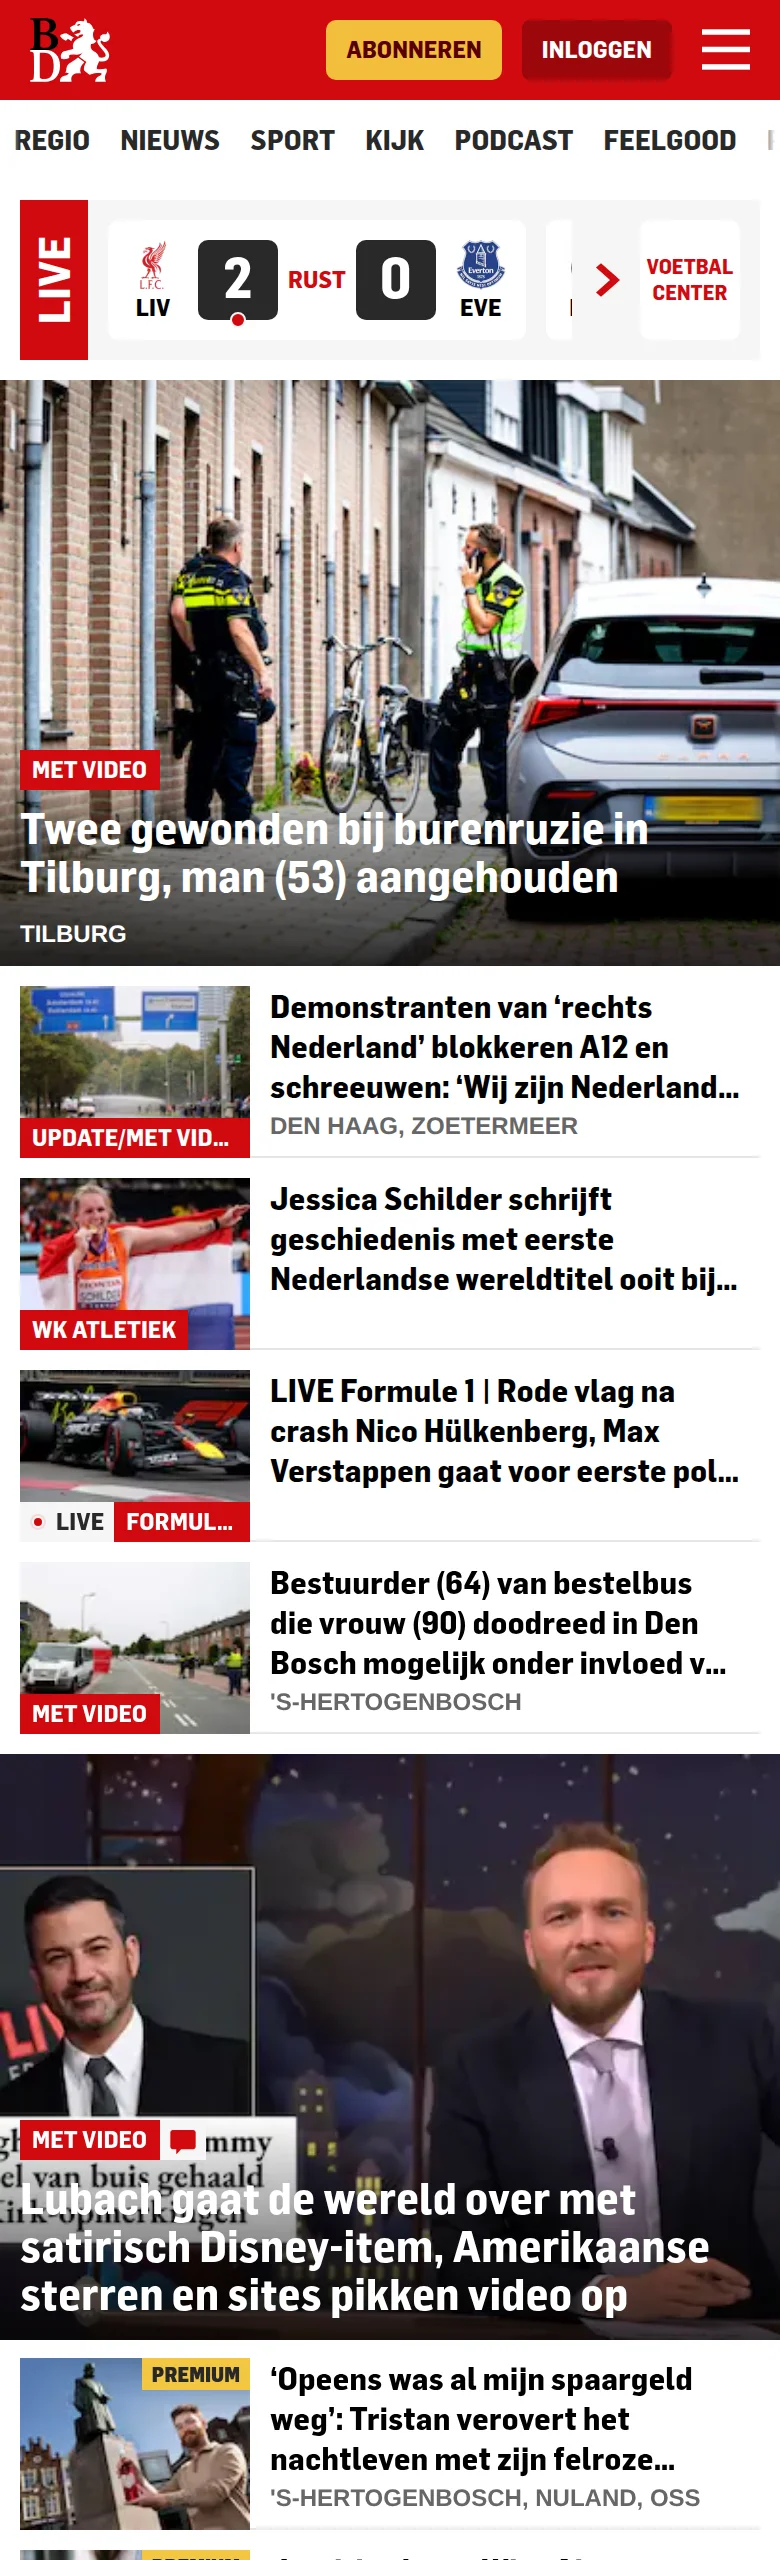 BD
ABONNEREN
INLOGGEN
REGIO NIEUWS SPORT KIJK PODCAST FEELGOOD
LIVE
L.F.C.
LIV
2
RUST
0
Everton
EVE
VOETBAL
CENTER
MET VIDEO
Twee gewonden bij burenruzie in
Tilburg, man (53) aangehouden
TILBURG
UPDATE/MET VID...
Demonstranten van ‘rechts
Nederland’ blokkeren A12 en
schreeuwen: ‘Wij zijn Nederland...
DEN HAAG, ZOETERMEER
SCHILDER
WK ATLETIEK
Jessica Schilder schrijft
geschiedenis met eerste
Nederlandse wereldtitel ooit bij...
LIVE
FORMUL...
LIVE Formule 1 | Rode vlag na
crash Nico Hülkenberg, Max
Verstappen gaat voor eerste pol...
MET VIDEO
Bestuurder (64) van bestelbus
die vrouw (90) doodreed in Den
Bosch mogelijk onder invloed v...
'S-HERTOGENBOSCH
MET VIDEO
van buis gehaald
Lubach gaat de wereld over met
satirisch Disney-item, Amerikaanse
sterren en sites pikken video op
PREMIUM
‘Opeens was al mijn spaargeld
weg’: Tristan verovert het
nachtleven met zijn felroze...
'S-HERTOGENBOSCH, NULAND, OSS
PREMIUM